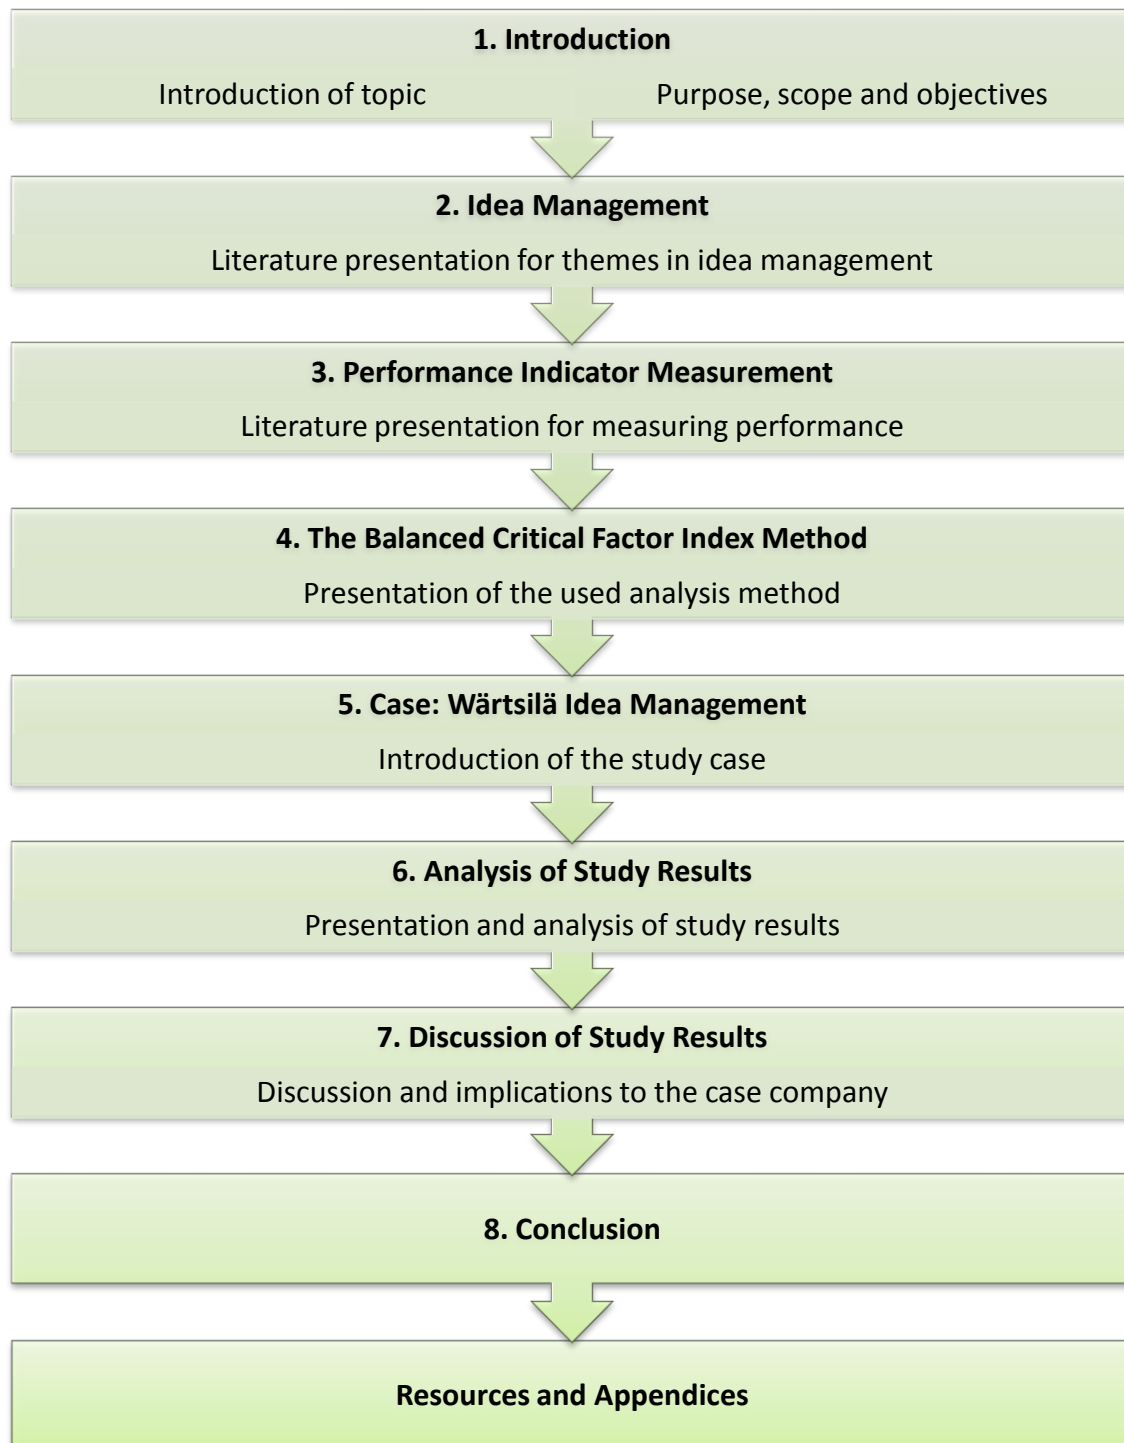 1. Introduction
Introduction of topic Purpose, scope and objectives
2. Idea Management
Literature presentation for themes in idea management
3. Performance Indicator Measurement
Literature presentation for measuring performance
4. The Balanced Critical Factor Index Method
Presentation of the used analysis method
5. Case: Wärtsilä Idea Management
Introduction of the study case
6. Analysis of Study Results
Presentation and analysis of study results
7. Discussion of Study Results
Discussion and implications to the case company
8. Conclusion
Resources and Appendices